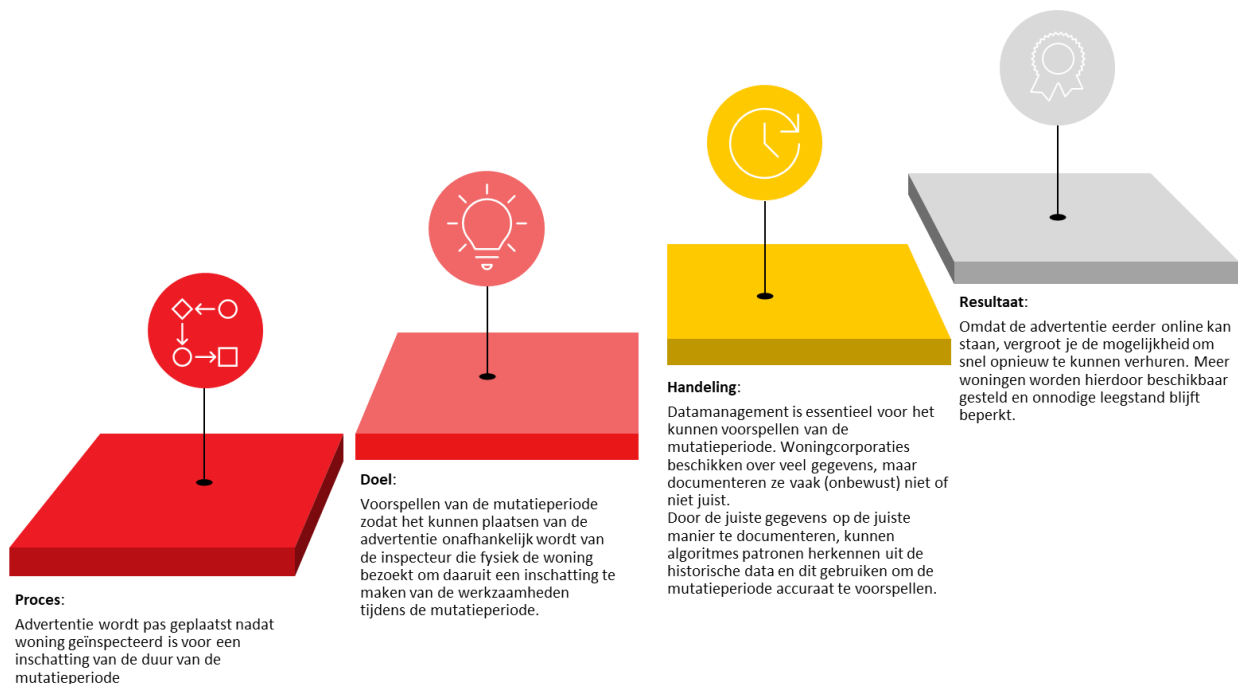 Proces:
Advertentie wordt pas geplaatst nadat
woning geïnspecteerd is voor een
inschatting van de duur van de
mutatieperiode
Doel:
Voorspellen van de mutatieperiode
zodat het kunnen plaatsen van de
advertentie onafhankelijk wordt van
de inspecteur die fysiek de woning
bezoekt om daaruit een inschatting te
maken van de werkzaamheden
tijdens de mutatieperiode.
Handeling:
Datamanagement is essentieel voor het
kunnen voorspellen van de
mutatieperiode. Woningcorporaties
beschikken over veel gegevens, maar
documenteren ze vaak (onbewust) niet of
niet juist.
Door de juiste gegevens op de juiste
manier te documenteren, kunnen
algoritmes patronen herkennen uit de
historische data en dit gebruiken om de
mutatieperiode accuraat te voorspellen.
Resultaat:
Omdat de advertentie eerder online kan
staan, vergroot je de mogelijkheid om
snel opnieuw te kunnen verhuren. Meer
woningen worden hierdoor beschikbaar
gesteld en onnodige leegstand blijft
beperkt.